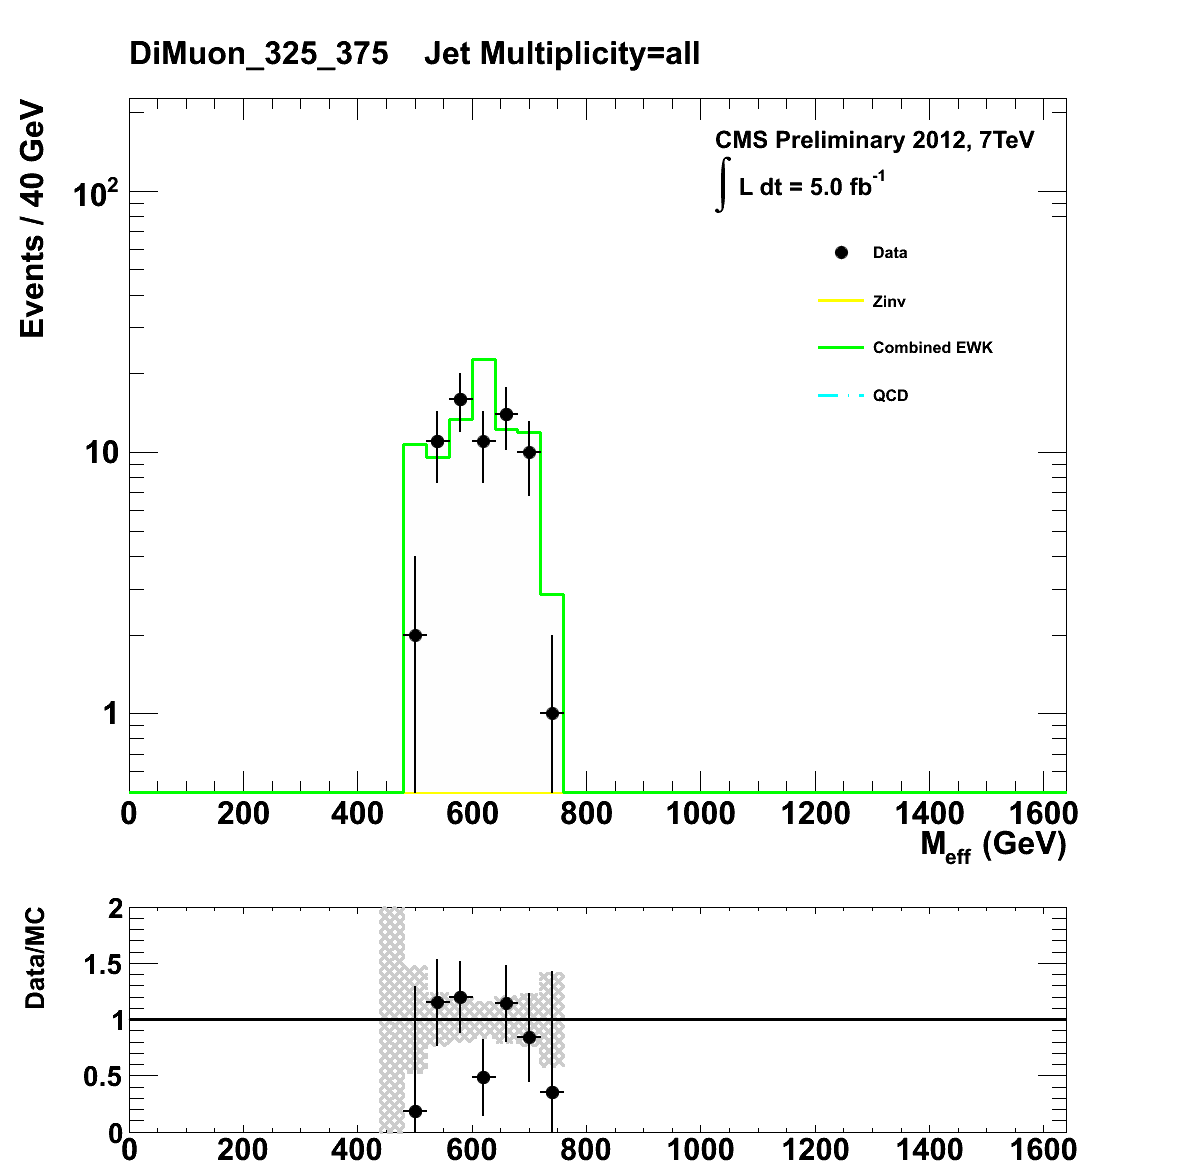 DiMuon_325_375 Jet Multiplicity=all
Events / 40 GeV
CMS Preliminary 2012, 7TeV
∫ L dt = 5.0 fb⁻¹
Data
Zinv
Combined EWK
QCD
10²
10
1
0 200 400 600 800 1000 1200 1400 1600
M_eff (GeV)
Data/MC
2
1.5
1
0.5
0
0 200 400 600 800 1000 1200 1400 1600